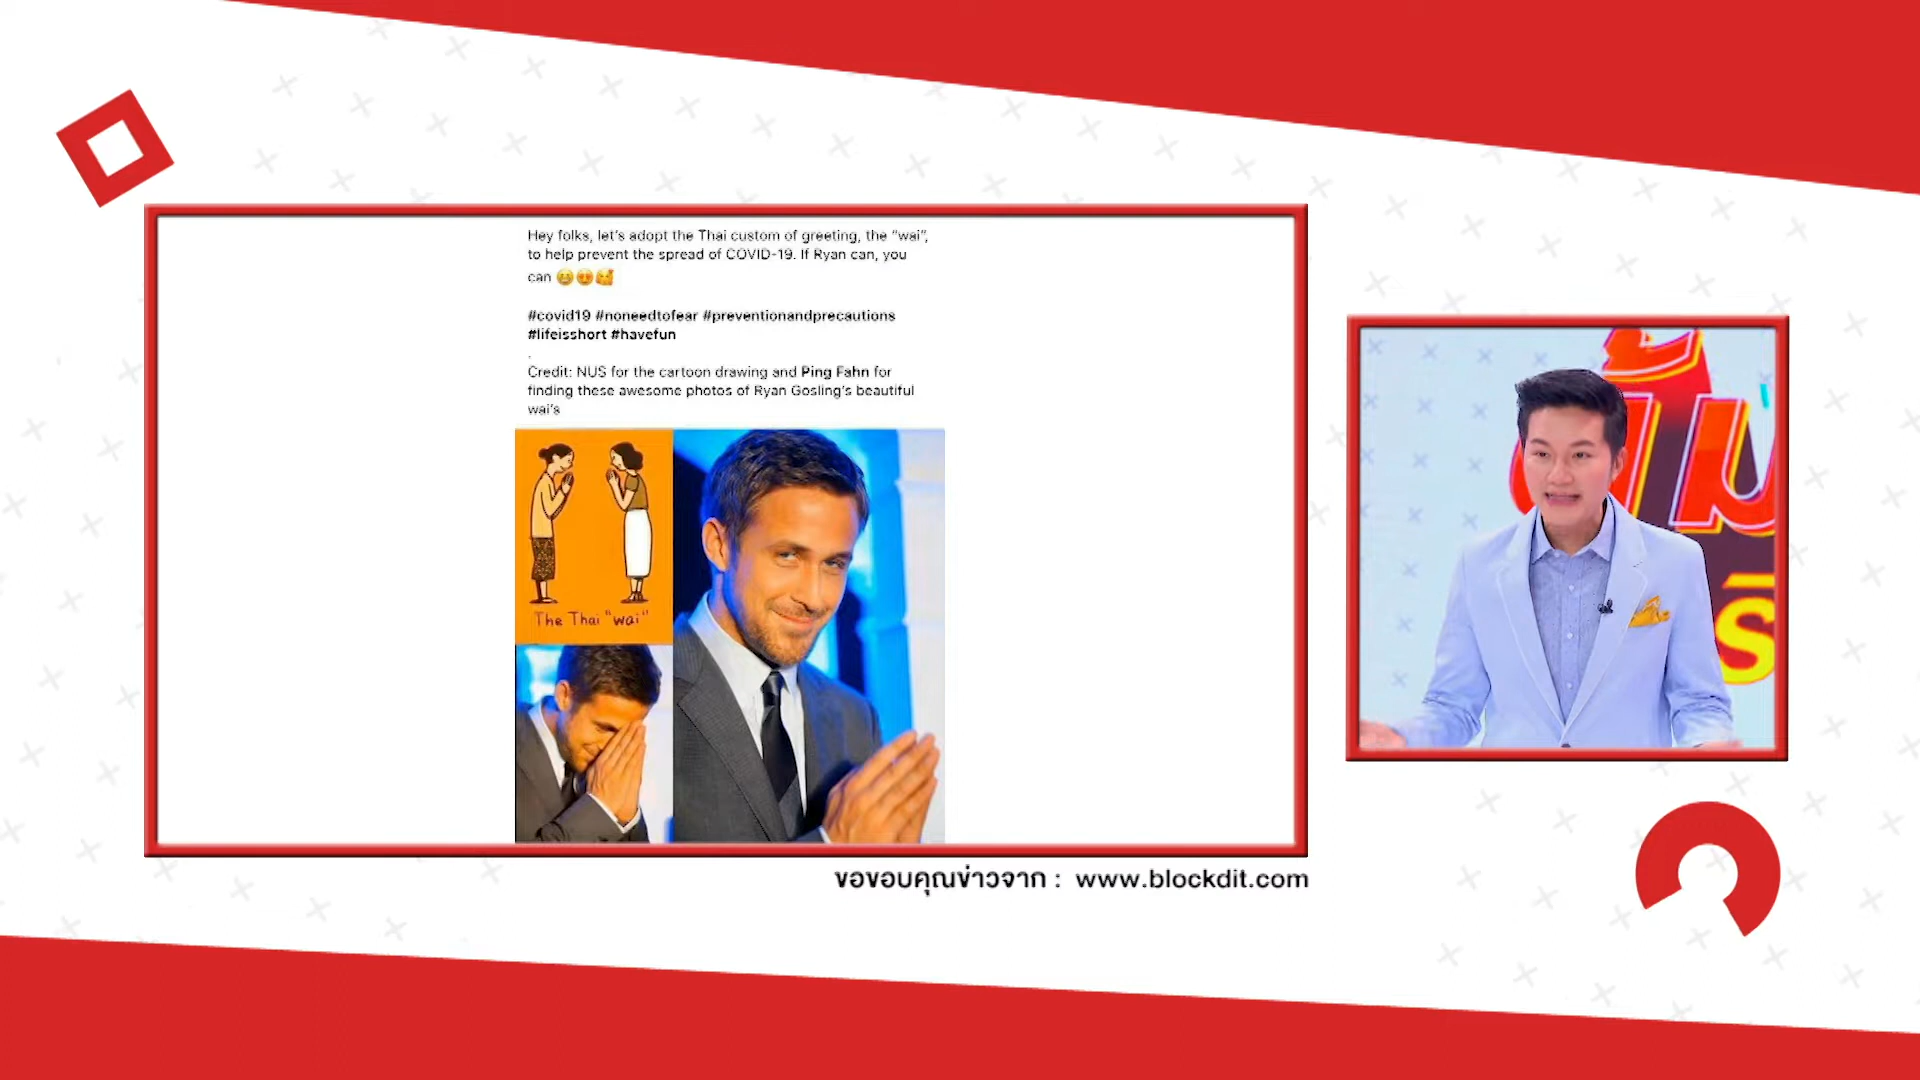 Hey folks, let's adopt the Thai custom of greeting, the "wai",
to help prevent the spread of COVID-19. If Ryan can, you
can 😁😍🥰
#covid19 #noneedtofear #preventionandprecautions
#lifeisshort #havefun
.
Credit: NUS for the cartoon drawing and Ping Fahn for
finding these awesome photos of Ryan Gosling's beautiful
wai's
The Thai "wai"
ขอขอบคุณข่าวจาก : www.blockdit.com